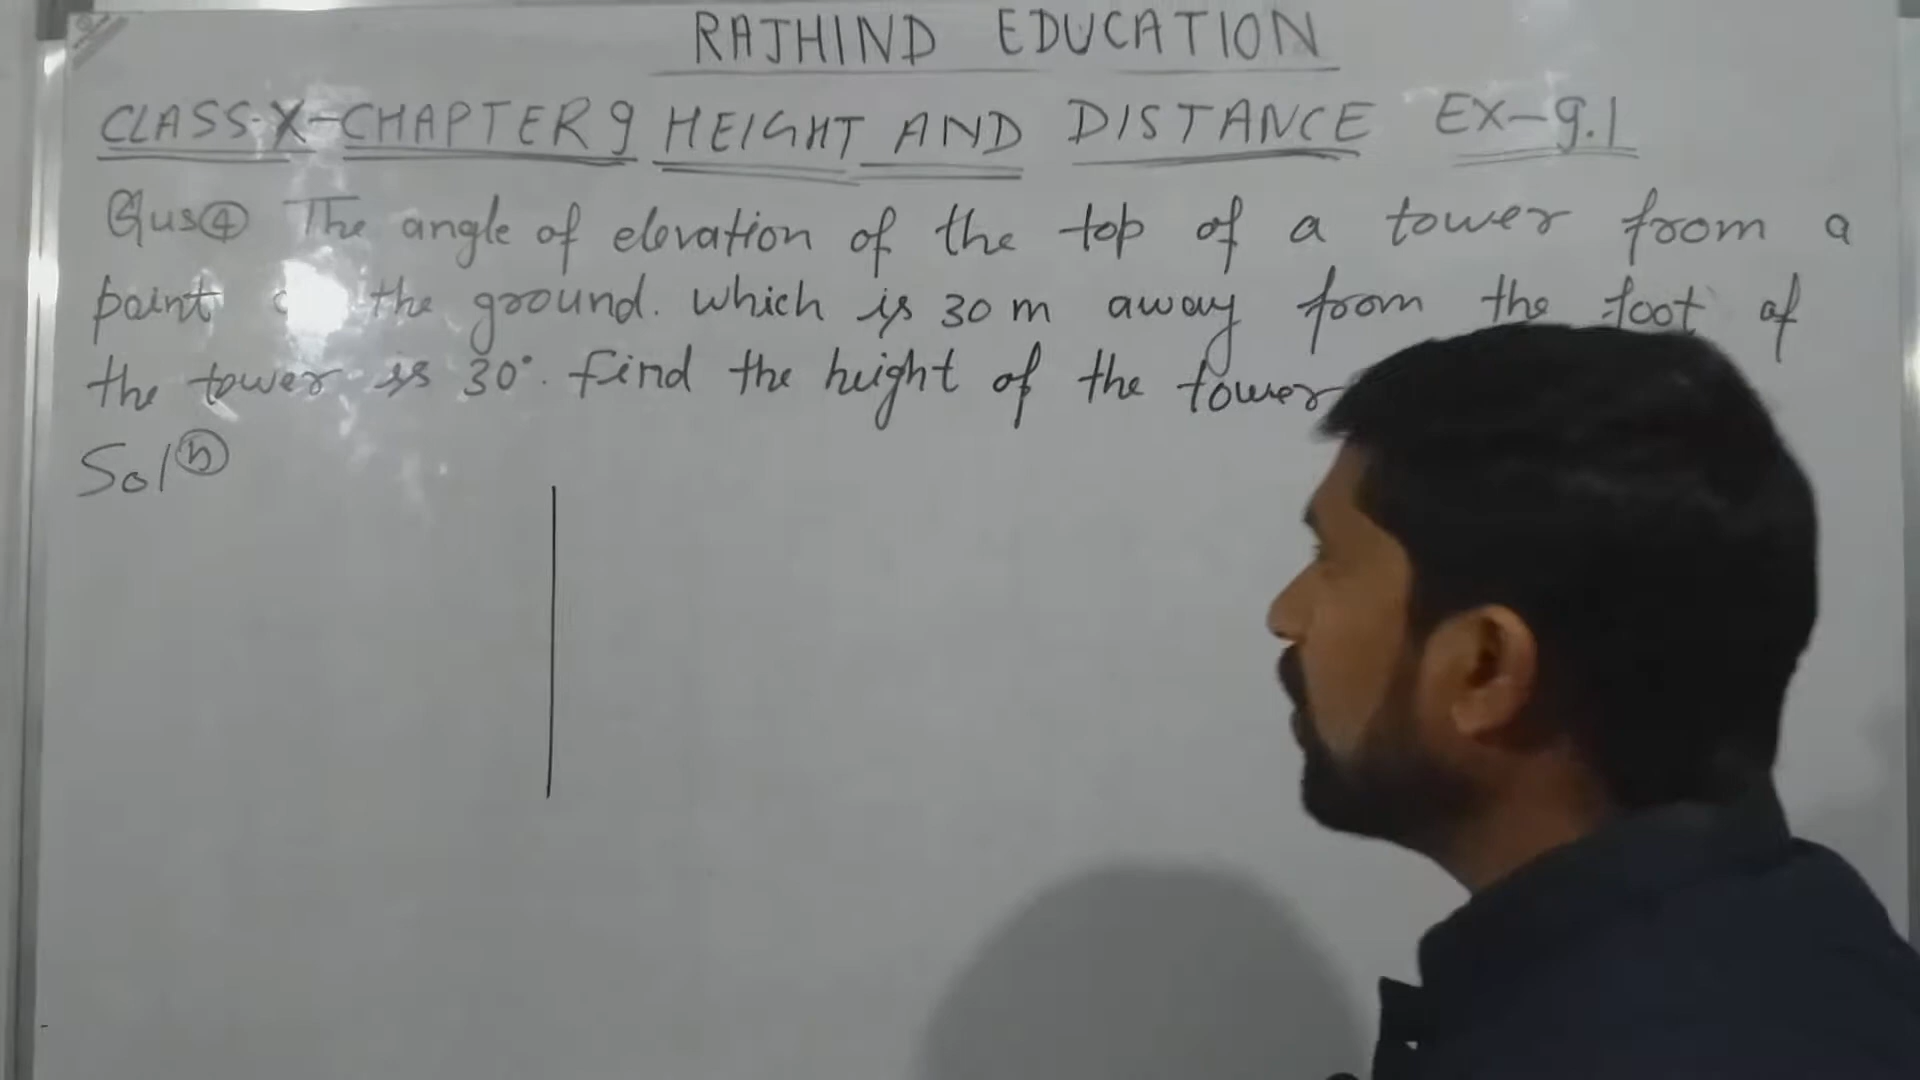 RAJHIND EDUCATION
CLASS-X-CHAPTER 9 HEIGHT AND DISTANCE EX-9.1
Qus④ The angle of elevation of the top of a tower from a
point the ground. which is 30 m away from the foot of
the tower is 30°. find the height of the tower
Solⓝ